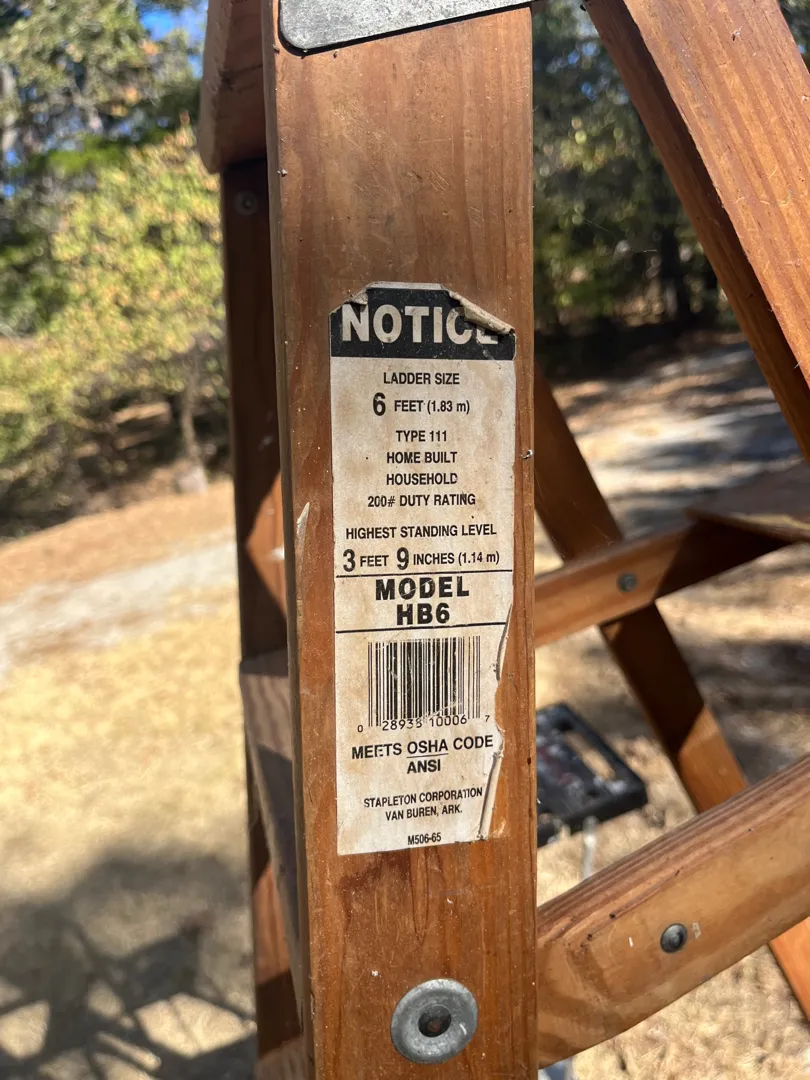 NOTICE
LADDER SIZE
6 FEET (1.83 m)
TYPE 111
HOME BUILT
HOUSEHOLD
200# DUTY RATING
HIGHEST STANDING LEVEL
3 FEET 9 INCHES (1.14 m)
MODEL
HB6
0 28935 10006 7
MEETS OSHA CODE
ANSI
STAPLETON CORPORATION
VAN BUREN, ARK.
M506-65